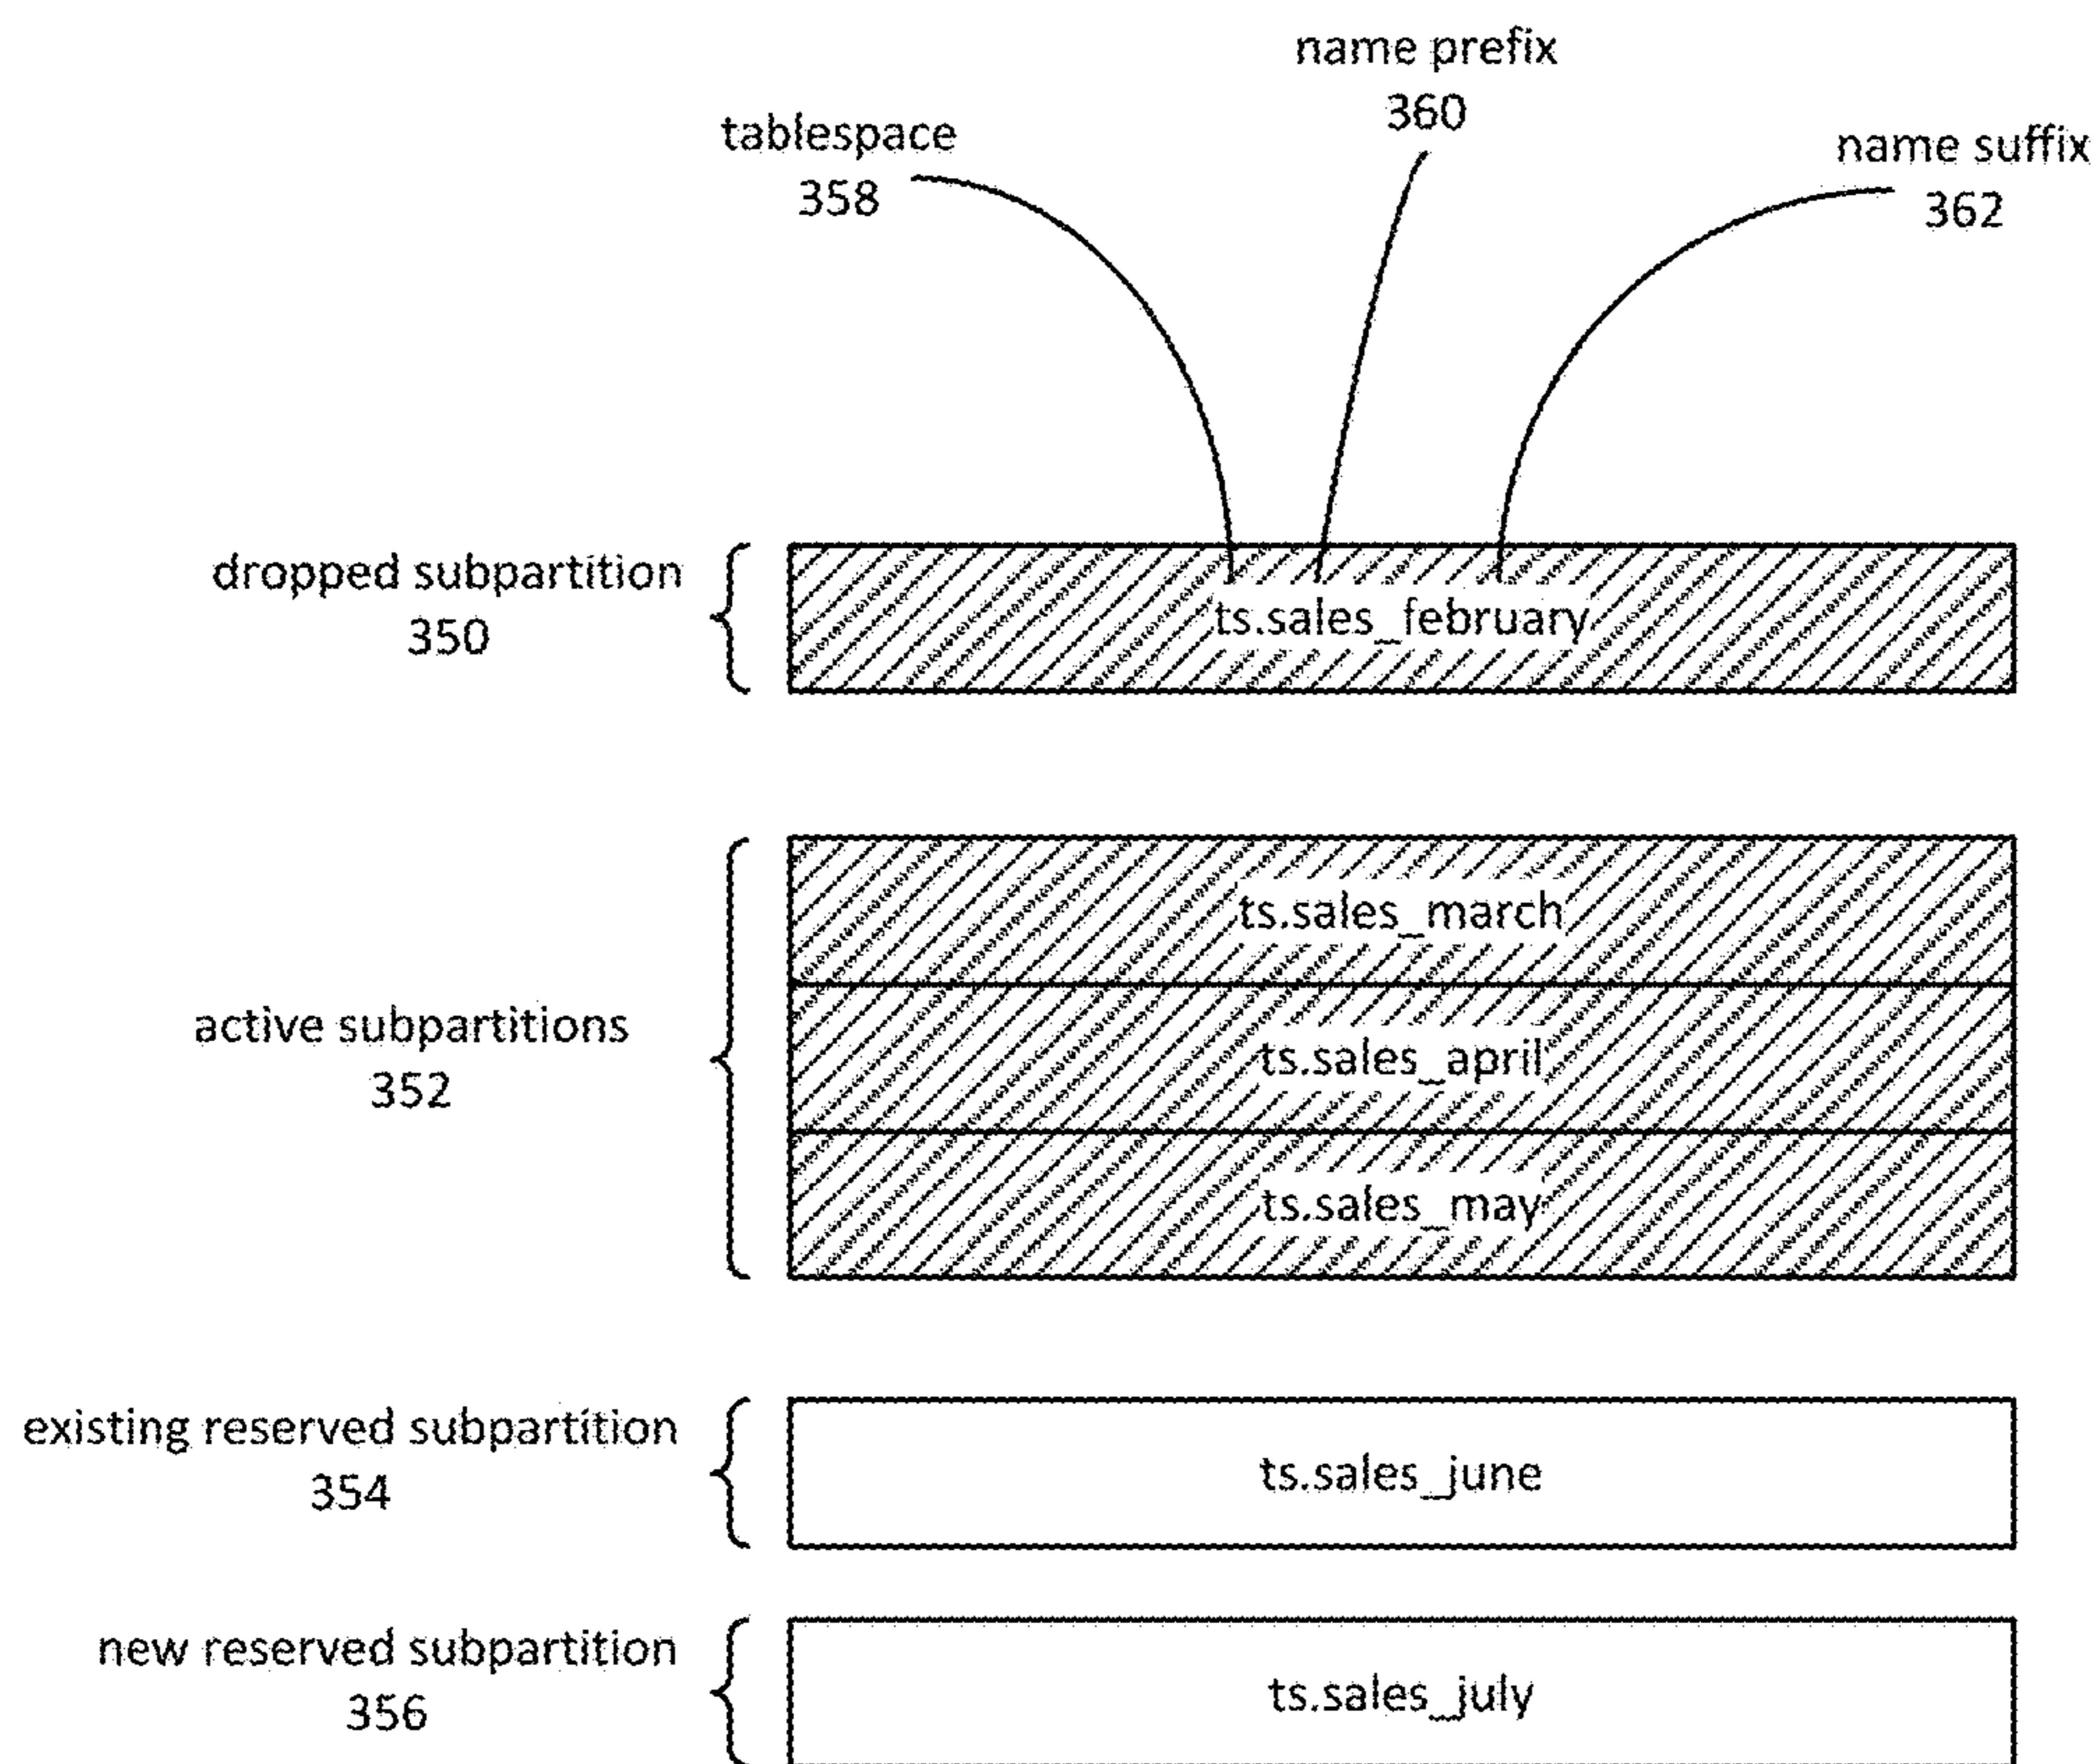 name prefix
360
tablespace
358
name suffix
362
dropped subpartition
350
ts.sales_february
active subpartitions
352
ts.sales_march
ts.sales_april
ts.sales_may
existing reserved subpartition
354
ts.sales_june
new reserved subpartition
356
ts.sales_july